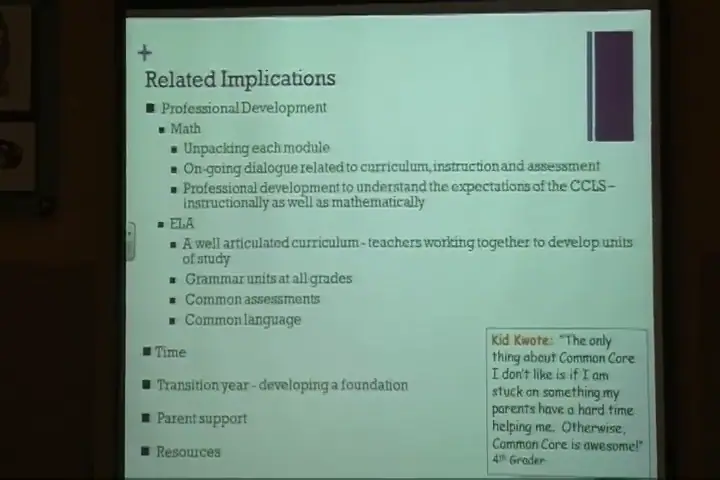 +
Related Implications
■ Professional Development
■ Math
■ Unpacking each module
■ On-going dialogue related to curriculum, instruction and assessment
■ Professional development to understand the expectations of the CCLS –
instructionally as well as mathematically
■ ELA
■ A well articulated curriculum - teachers working together to develop units
of study
■ Grammar units at all grades
■ Common assessments
■ Common language
■ Time
■ Transition year - developing a foundation
■ Parent support
■ Resources
Kid Kwote: "The only
thing about Common Core
I don't like is if I am
stuck on something my
parents have a hard time
helping me. Otherwise,
Common Core is awesome!"
4th Grader